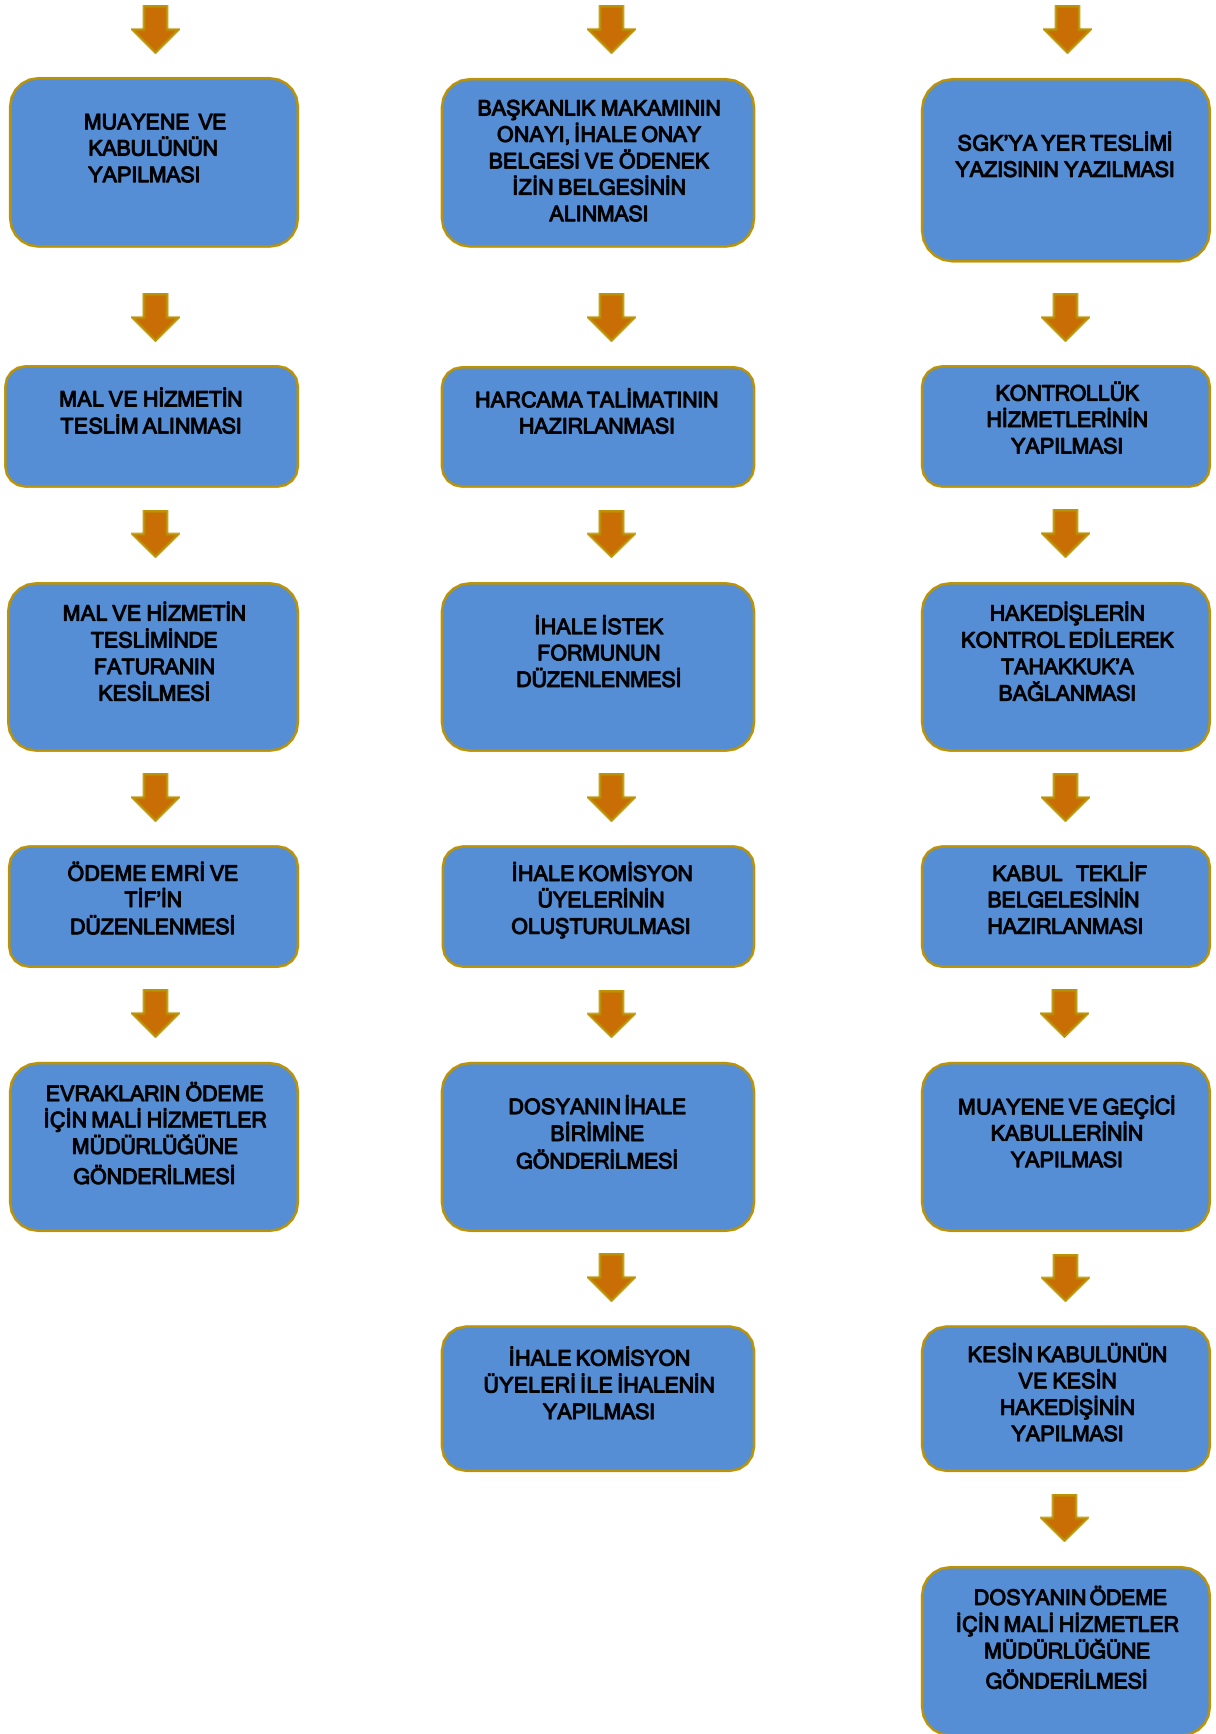 MUAYENE VE
KABULÜNÜN
YAPILMASI
MAL VE HİZMETİN
TESLİM ALINMASI
MAL VE HİZMETİN
TESLİMİNDE
FATURANIN
KESİLMESİ
ÖDEME EMRİ VE
TİF'İN
DÜZENLENMESİ
EVRAKLARIN ÖDEME
İÇİN MALİ HİZMETLER
MÜDÜRLÜĞÜNE
GÖNDERİLMESİ
BAŞKANLIK MAKAMININ
ONAYI, İHALE ONAY
BELGESİ VE ÖDENEK
İZİN BELGESİNİN
ALINMASI
HARCAMA TALİMATININ
HAZIRLANMASI
İHALE İSTEK
FORMUNUN
DÜZENLENMESİ
İHALE KOMİSYON
ÜYELERİNİN
OLUŞTURULMASI
DOSYANIN İHALE
BİRİMİNE
GÖNDERİLMESİ
İHALE KOMİSYON
ÜYELERİ İLE İHALENİN
YAPILMASI
SGK'YA YER TESLİMİ
YAZISININ YAZILMASI
KONTROLLÜK
HİZMETLERİNİN
YAPILMASI
HAKEDİŞLERİN
KONTROL EDİLEREK
TAHAKKUK'A
BAĞLANMASI
KABUL TEKLİF
BELGELESİNİN
HAZIRLANMASI
MUAYENE VE GEÇİCİ
KABULLERİNİN
YAPILMASI
KESİN KABULÜNÜN
VE KESİN
HAKEDİŞİNİN
YAPILMASI
DOSYANIN ÖDEME
İÇİN MALİ HİZMETLER
MÜDÜRLÜĞÜNE
GÖNDERİLMESİ